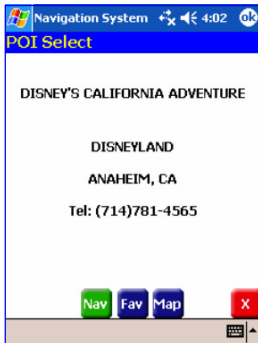 Navigation System 4:02 ok
POI Select
DISNEY'S CALIFORNIA ADVENTURE
DISNEYLAND
ANAHEIM, CA
Tel: (714)781-4565
Nav Fav Map X